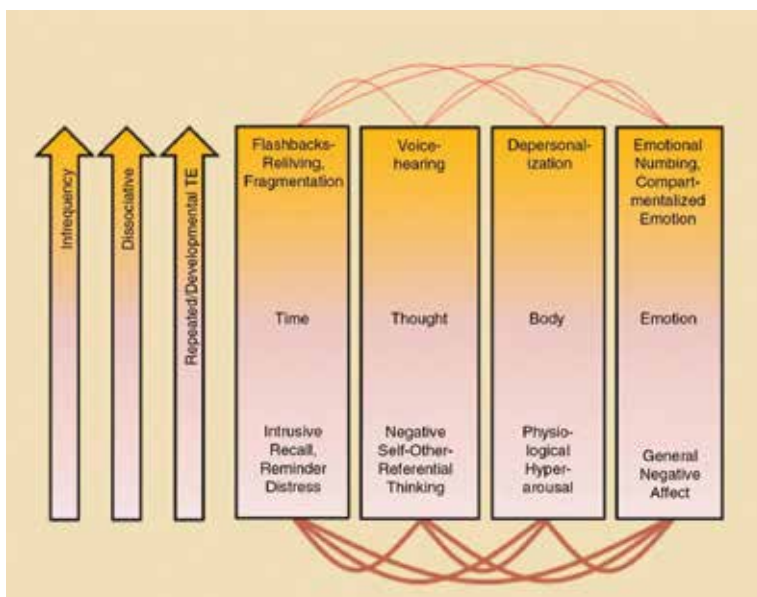 Infrequency
Dissociative
Repeated/Developmental TE
Flashbacks-
Reliving,
Fragmentation
Time
Intrusive
Recall,
Reminder
Distress
Voice-
hearing
Thought
Negative
Self-Other-
Referential
Thinking
Depersonal-
ization
Body
Physio-
logical
Hyper-
arousal
Emotional
Numbing,
Compart-
mentalized
Emotion
Emotion
General
Negative
Affect